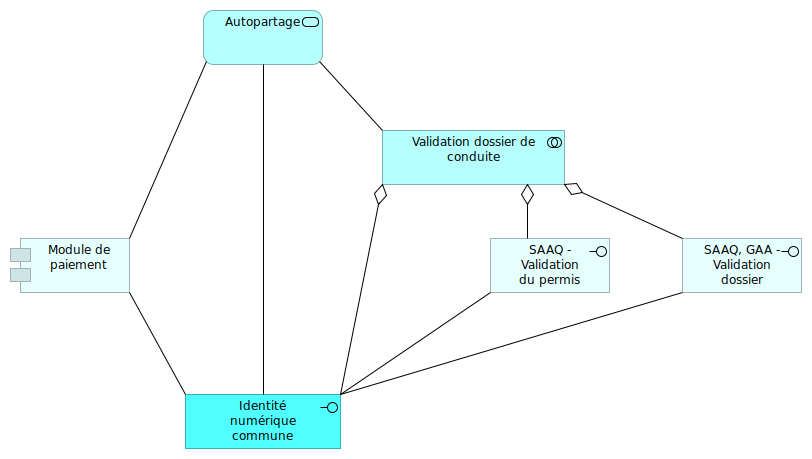 Autopartage
Validation dossier de
conduite
Module de
paiement
SAAQ -
Validation
du permis
SAAQ, GAA -
Validation
dossier
Identité
numérique
commune